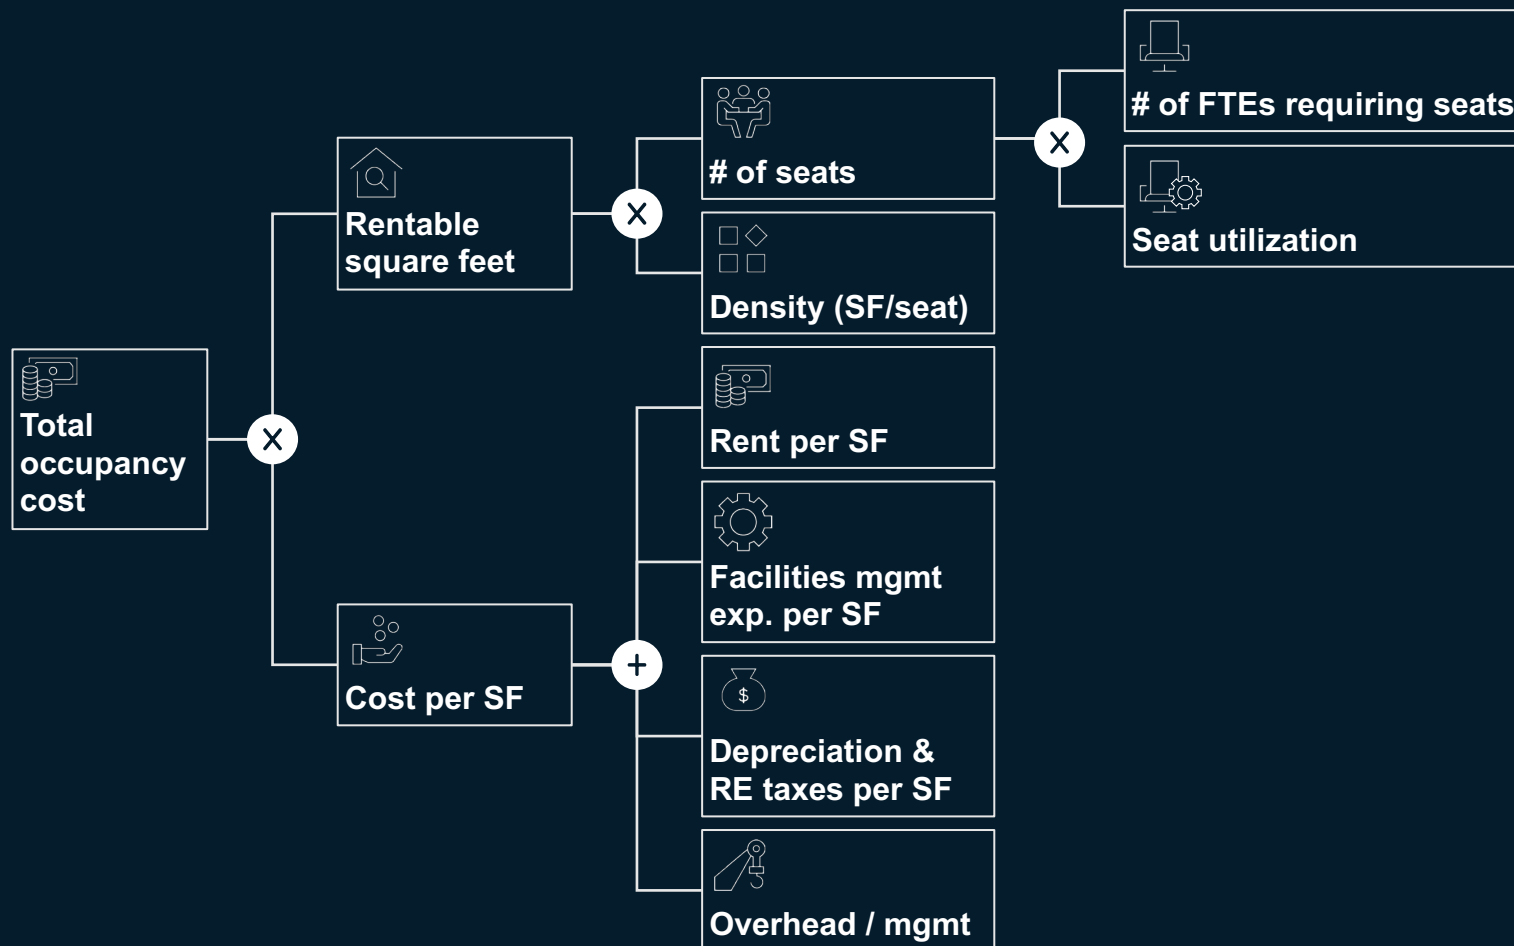 Total
occupancy
cost
X
Rentable
square feet
X
# of seats
X
# of FTEs requiring seats
Seat utilization
Density (SF/seat)
Cost per SF
+
Rent per SF
Facilities mgmt
exp. per SF
$
Depreciation &
RE taxes per SF
Overhead / mgmt